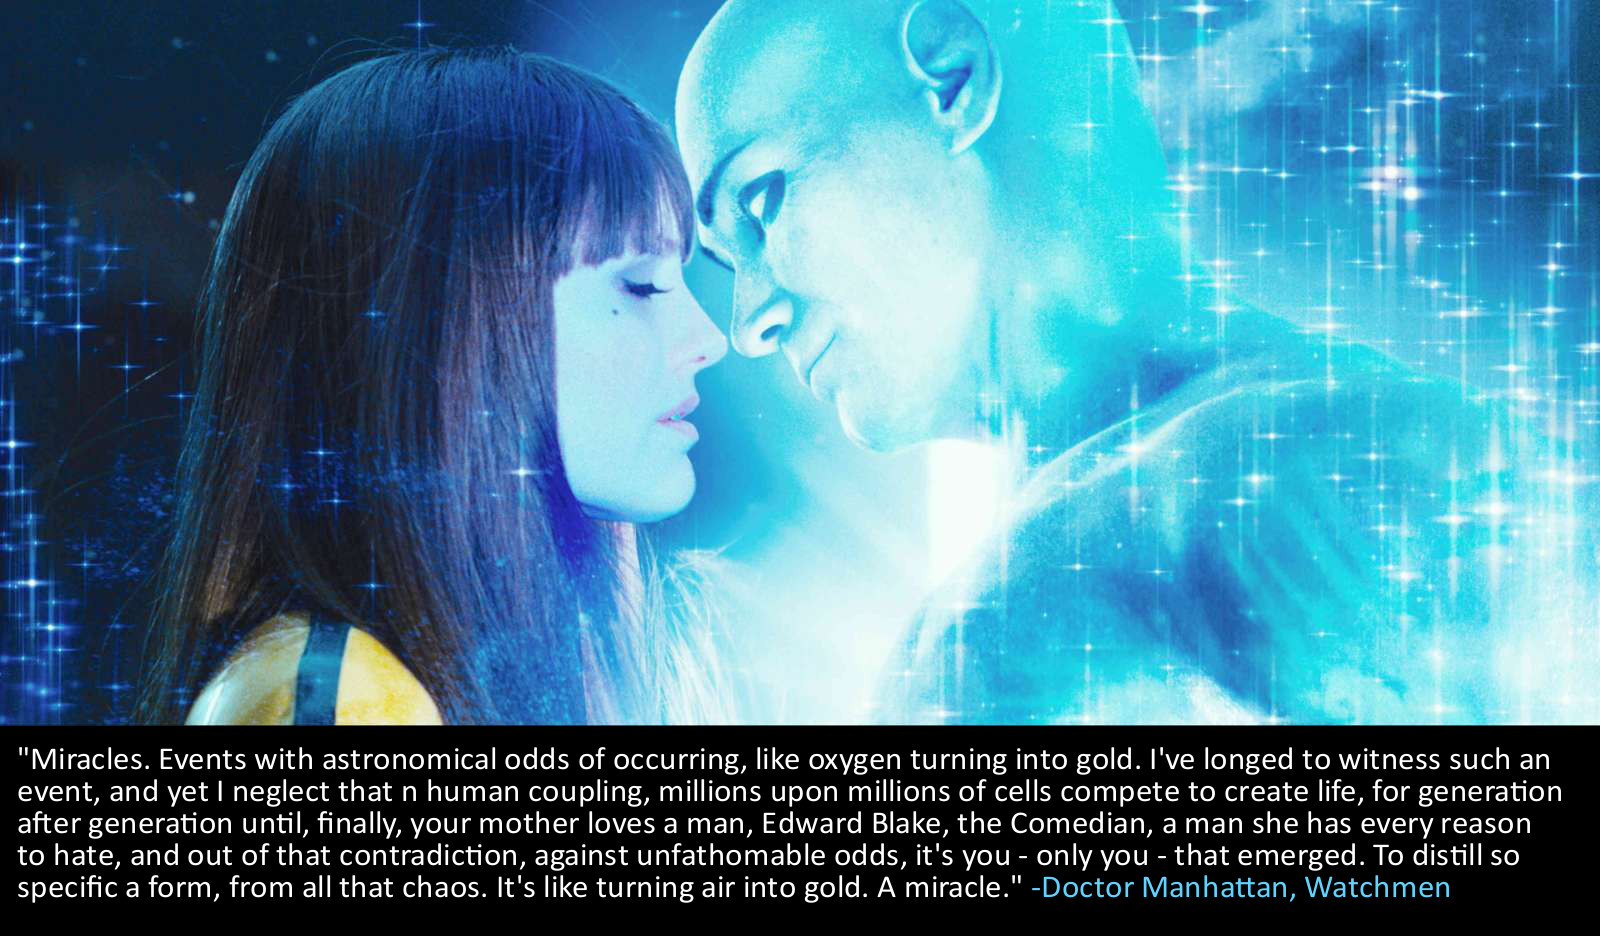 "Miracles. Events with astronomical odds of occurring, like oxygen turning into gold. I've longed to witness such an
event, and yet I neglect that n human coupling, millions upon millions of cells compete to create life, for generation
after generation until, finally, your mother loves a man, Edward Blake, the Comedian, a man she has every reason
to hate, and out of that contradiction, against unfathomable odds, it's you - only you - that emerged. To distill so
specific a form, from all that chaos. It's like turning air into gold. A miracle." -Doctor Manhattan, Watchmen